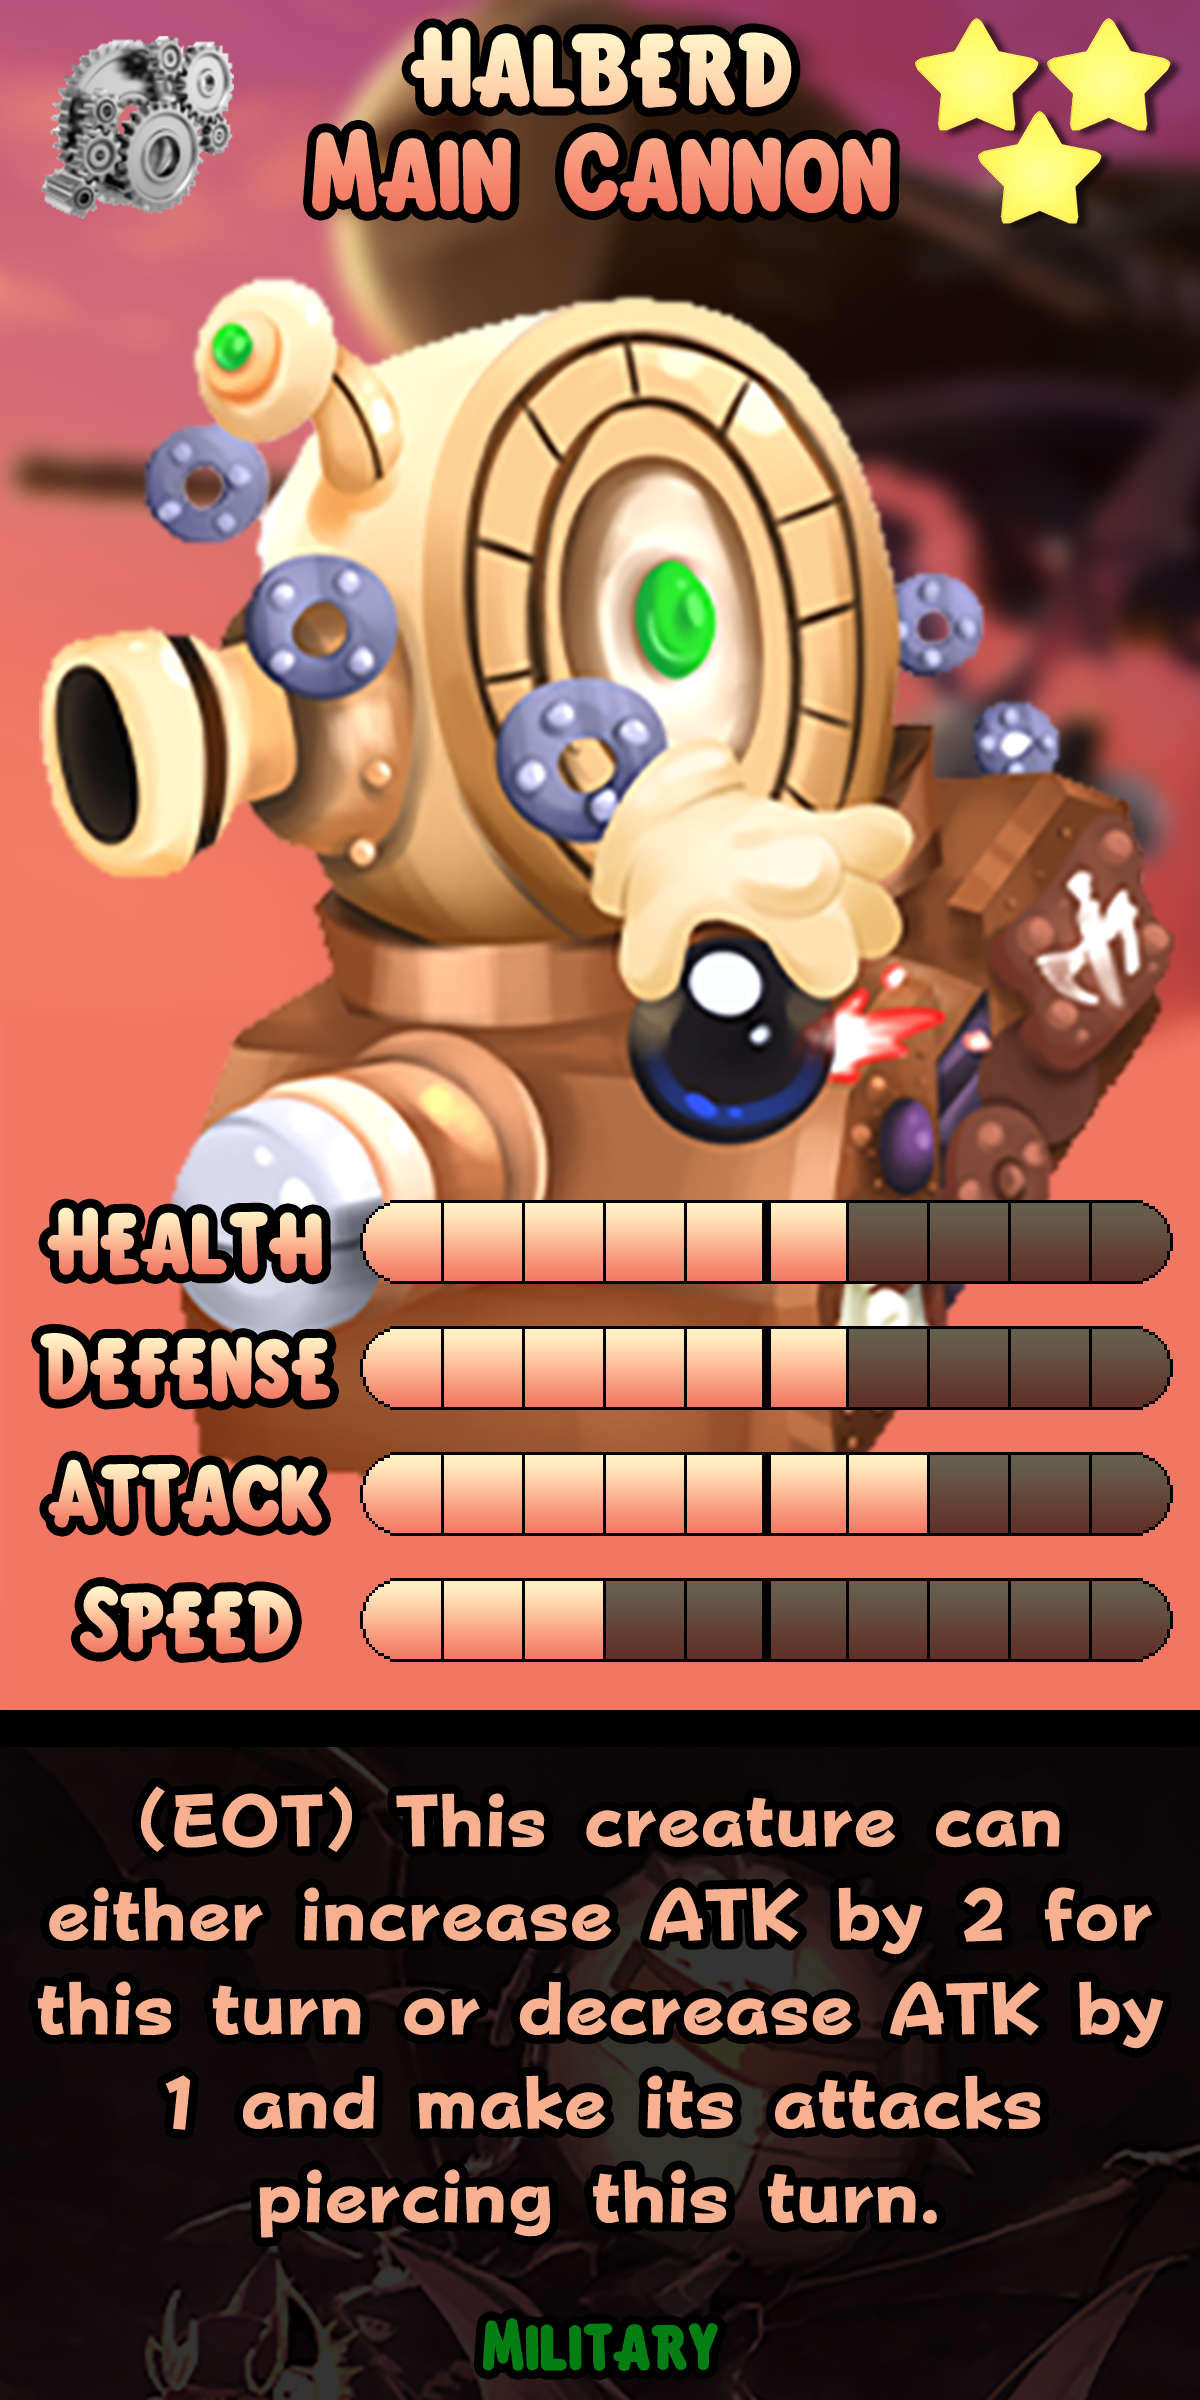 Halberd
Main Cannon
Health
Defense
Attack
Speed
(EOT) This creature can
either increase ATK by 2 for
this turn or decrease ATK by
1 and make its attacks
piercing this turn.
Military